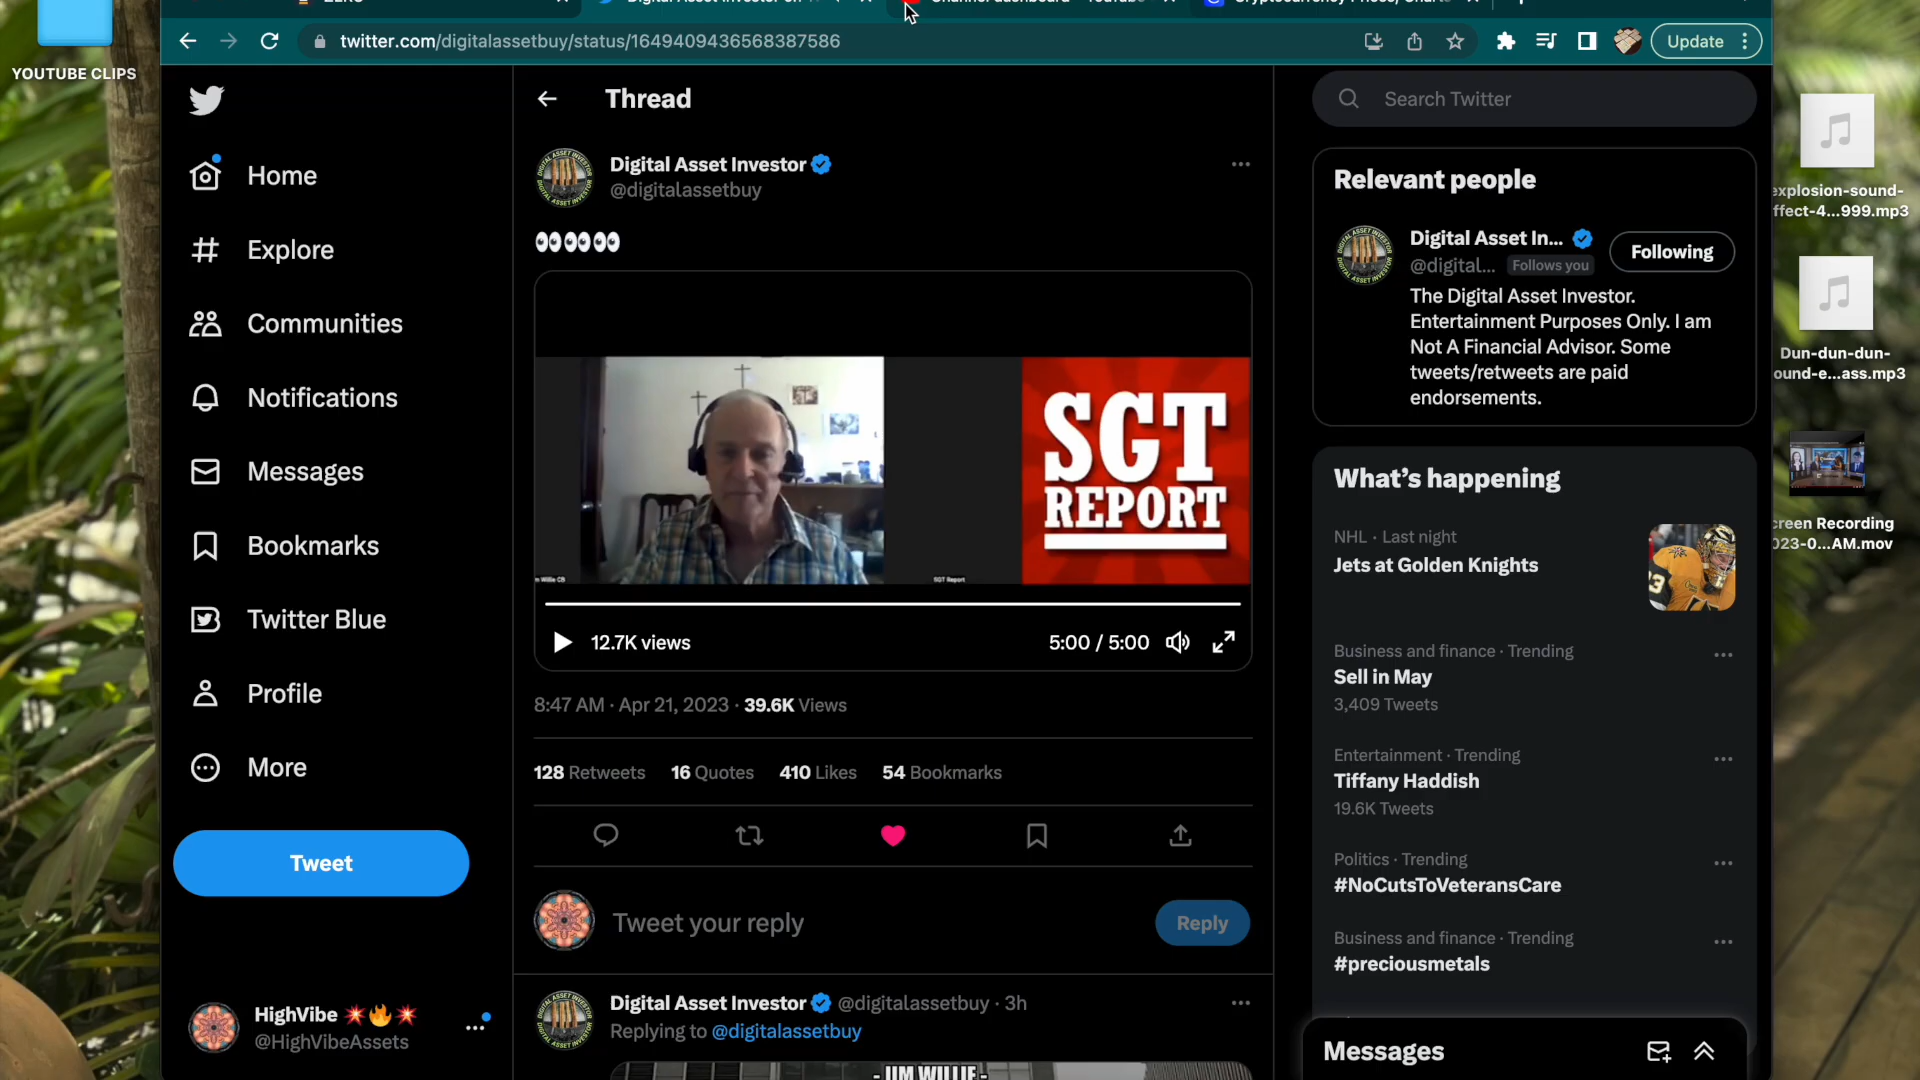 YOUTUBE CLIPS
twitter.com/digitalassetbuy/status/1649409436568387586
Update
Home
Explore
Communities
Notifications
Messages
Bookmarks
Twitter Blue
Profile
More
Tweet
HighVibe 💥🔥💥
@HighVibeAssets
Thread
Digital Asset Investor
@digitalassetbuy
👀👀👀
SGT
REPORT
SGT Report
12.7K views
5:00 / 5:00
8:47 AM · Apr 21, 2023 · 39.6K Views
128 Retweets 16 Quotes 410 Likes 54 Bookmarks
Tweet your reply
Reply
Digital Asset Investor @digitalassetbuy · 3h
Replying to @digitalassetbuy
- JIM WILLIE -
Search Twitter
Relevant people
Digital Asset In...
@digital... Follows you
Following
The Digital Asset Investor.
Entertainment Purposes Only. I am
Not A Financial Advisor. Some
tweets/retweets are paid
endorsements.
What's happening
NHL · Last night
Jets at Golden Knights
Business and finance · Trending
Sell in May
3,409 Tweets
Entertainment · Trending
Tiffany Haddish
19.6K Tweets
Politics · Trending
#NoCutsToVeteransCare
Business and finance · Trending
#preciousmetals
Messages
explosion-sound-
ffect-4...999.mp3
Dun-dun-dun-
ound-e...ass.mp3
creen Recording
023-0...AM.mov